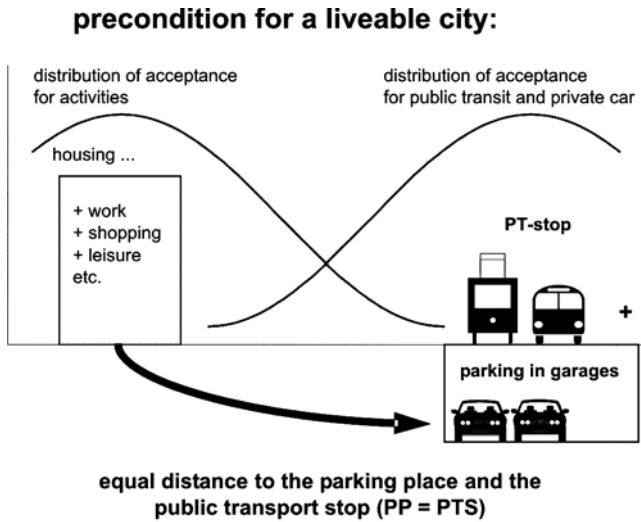 precondition for a liveable city:
distribution of acceptance
for activities
distribution of acceptance
for public transit and private car
housing ...
+ work
+ shopping
+ leisure
etc.
PT-stop
+
parking in garages
equal distance to the parking place and the
public transport stop (PP = PTS)